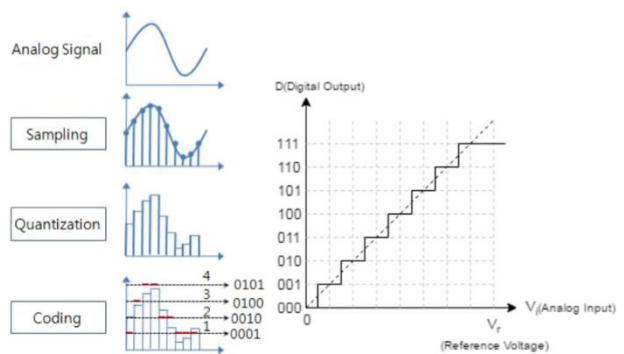 Analog Signal
Sampling
Quantization
Coding
4
0101
3
0100
2
0010
1
0001
D(Digital Output)
111
110
101
100
011
010
001
000
0
Vi(Analog Input)
Vr
(Reference Voltage)